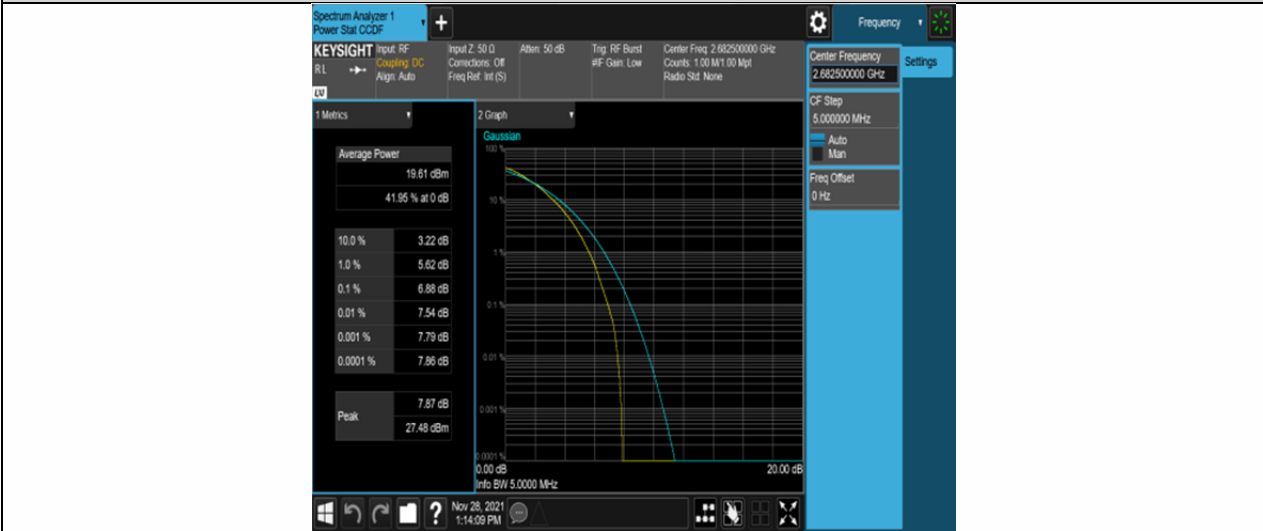 Spectrum Analyzer 1
Power Stat CCDF
+
Frequency
KEYSIGHT Input: RF
Coupling: DC
Align: Auto
Input Z: 50 Ω
Corrections: Off
Freq Ref: Int (S)
Atten: 50 dB
Trig: RF Burst
#IF Gain: Low
Center Freq: 2.682500000 GHz
Counts: 1.00 M/1.00 Mpt
Radio Std: None
RL
LV
Center Frequency
2.682500000 GHz
Settings
CF Step
5.000000 MHz
Auto
Man
Freq Offset
0 Hz
1 Metrics
Average Power
19.61 dBm
41.95 % at 0 dB
10.0 % 3.22 dB
1.0 % 5.62 dB
0.1 % 6.88 dB
0.01 % 7.54 dB
0.001 % 7.79 dB
0.0001 % 7.86 dB
Peak 7.87 dB
27.48 dBm
2 Graph
Gaussian
100 %
10 %
1 %
0.1 %
0.01 %
0.001 %
0.0001 %
0.00 dB 20.00 dB
Info BW 5.0000 MHz
?
Nov 28, 2021
1:14:09 PM